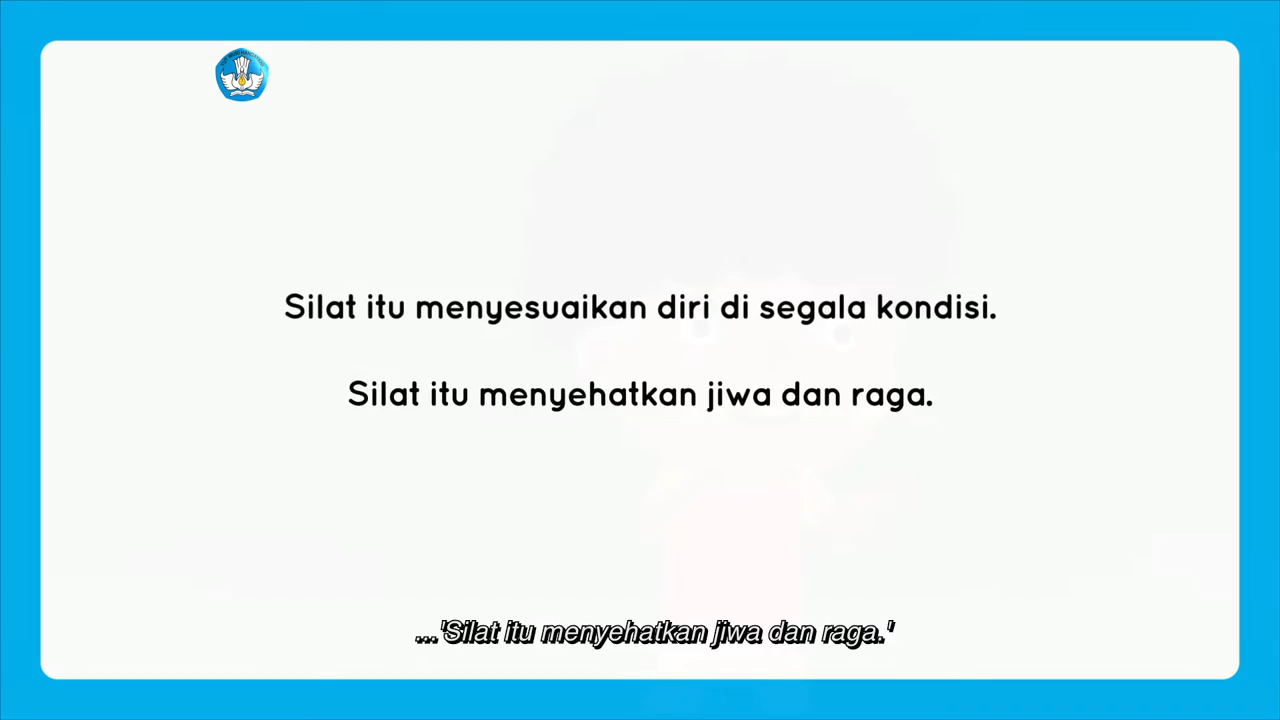 Silat itu menyesuaikan diri di segala kondisi.
Silat itu menyehatkan jiwa dan raga.
...'Silat itu menyehatkan jiwa dan raga.'